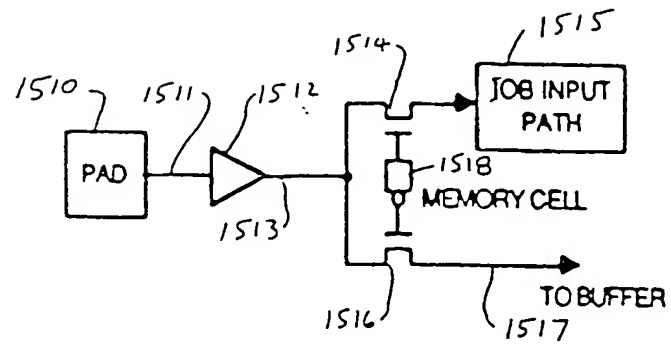 1514
1515
1510
1511
1512
JOB INPUT
PATH
PAD
1518
1513
MEMORY CELL
TO BUFFER
1516
1517